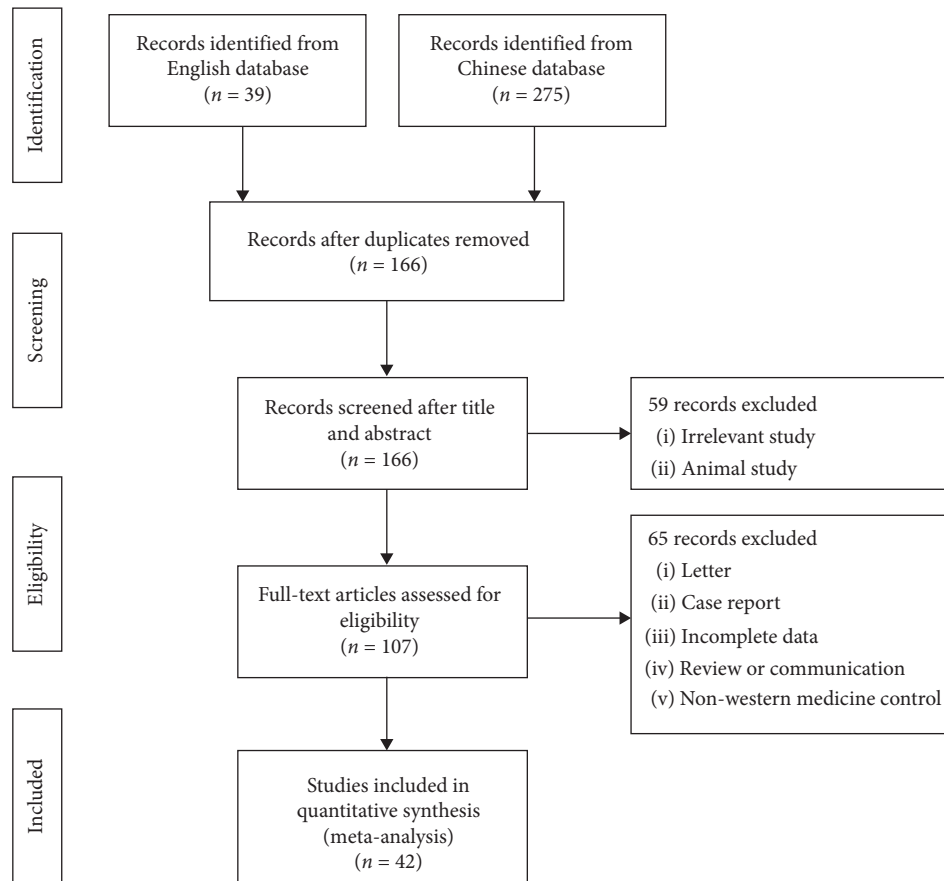 Identification
Records identified from
English database
(n = 39)
Records identified from
Chinese database
(n = 275)
Screening
Records after duplicates removed
(n = 166)
Records screened after title
and abstract
(n = 166)
59 records excluded
(i) Irrelevant study
(ii) Animal study
Eligibility
Full-text articles assessed for
eligibility
(n = 107)
65 records excluded
(i) Letter
(ii) Case report
(iii) Incomplete data
(iv) Review or communication
(v) Non-western medicine control
Included
Studies included in
quantitative synthesis
(meta-analysis)
(n = 42)